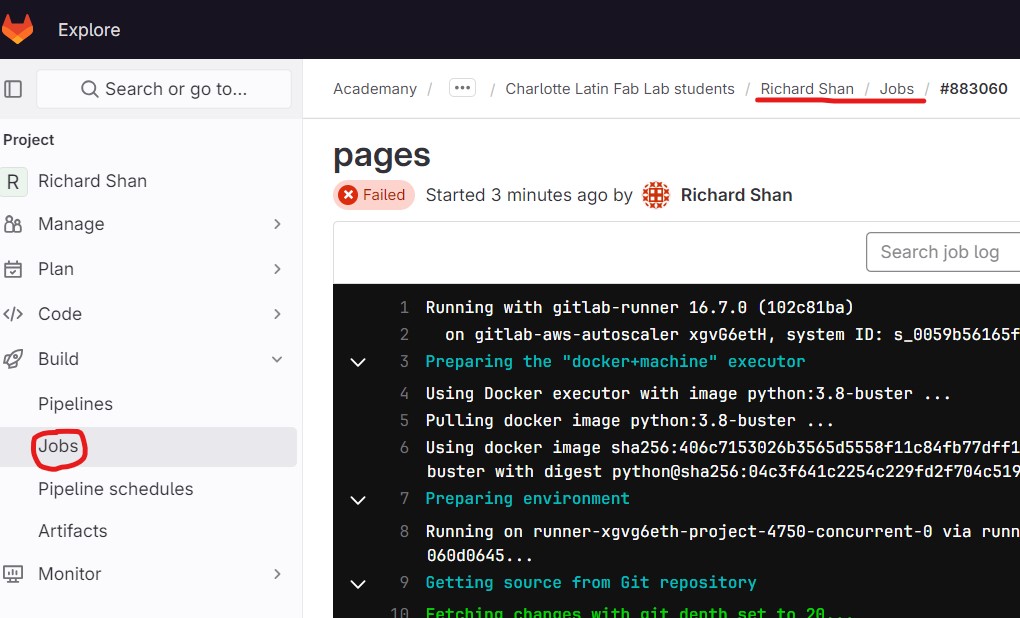 Explore
Search or go to...
Academany / ••• / Charlotte Latin Fab Lab students / Richard Shan / Jobs / #883060
Project
R Richard Shan
Manage
Plan
Code
Build
Pipelines
Jobs
Pipeline schedules
Artifacts
Monitor
pages
Failed Started 3 minutes ago by Richard Shan
Search job log
1 Running with gitlab-runner 16.7.0 (102c81ba)
2 on gitlab-aws-autoscaler xgvG6etH, system ID: s_0059b56165f
3 Preparing the "docker+machine" executor
4 Using Docker executor with image python:3.8-buster ...
5 Pulling docker image python:3.8-buster ...
6 Using docker image sha256:406c7153026b3565d5558f11c84fb77dff1
buster with digest python@sha256:04c3f641c2254c229fd2f704c519
7 Preparing environment
8 Running on runner-xgvg6eth-project-4750-concurrent-0 via runn
060d0645...
9 Getting source from Git repository
10 Fetching changes with git depth set to 20...